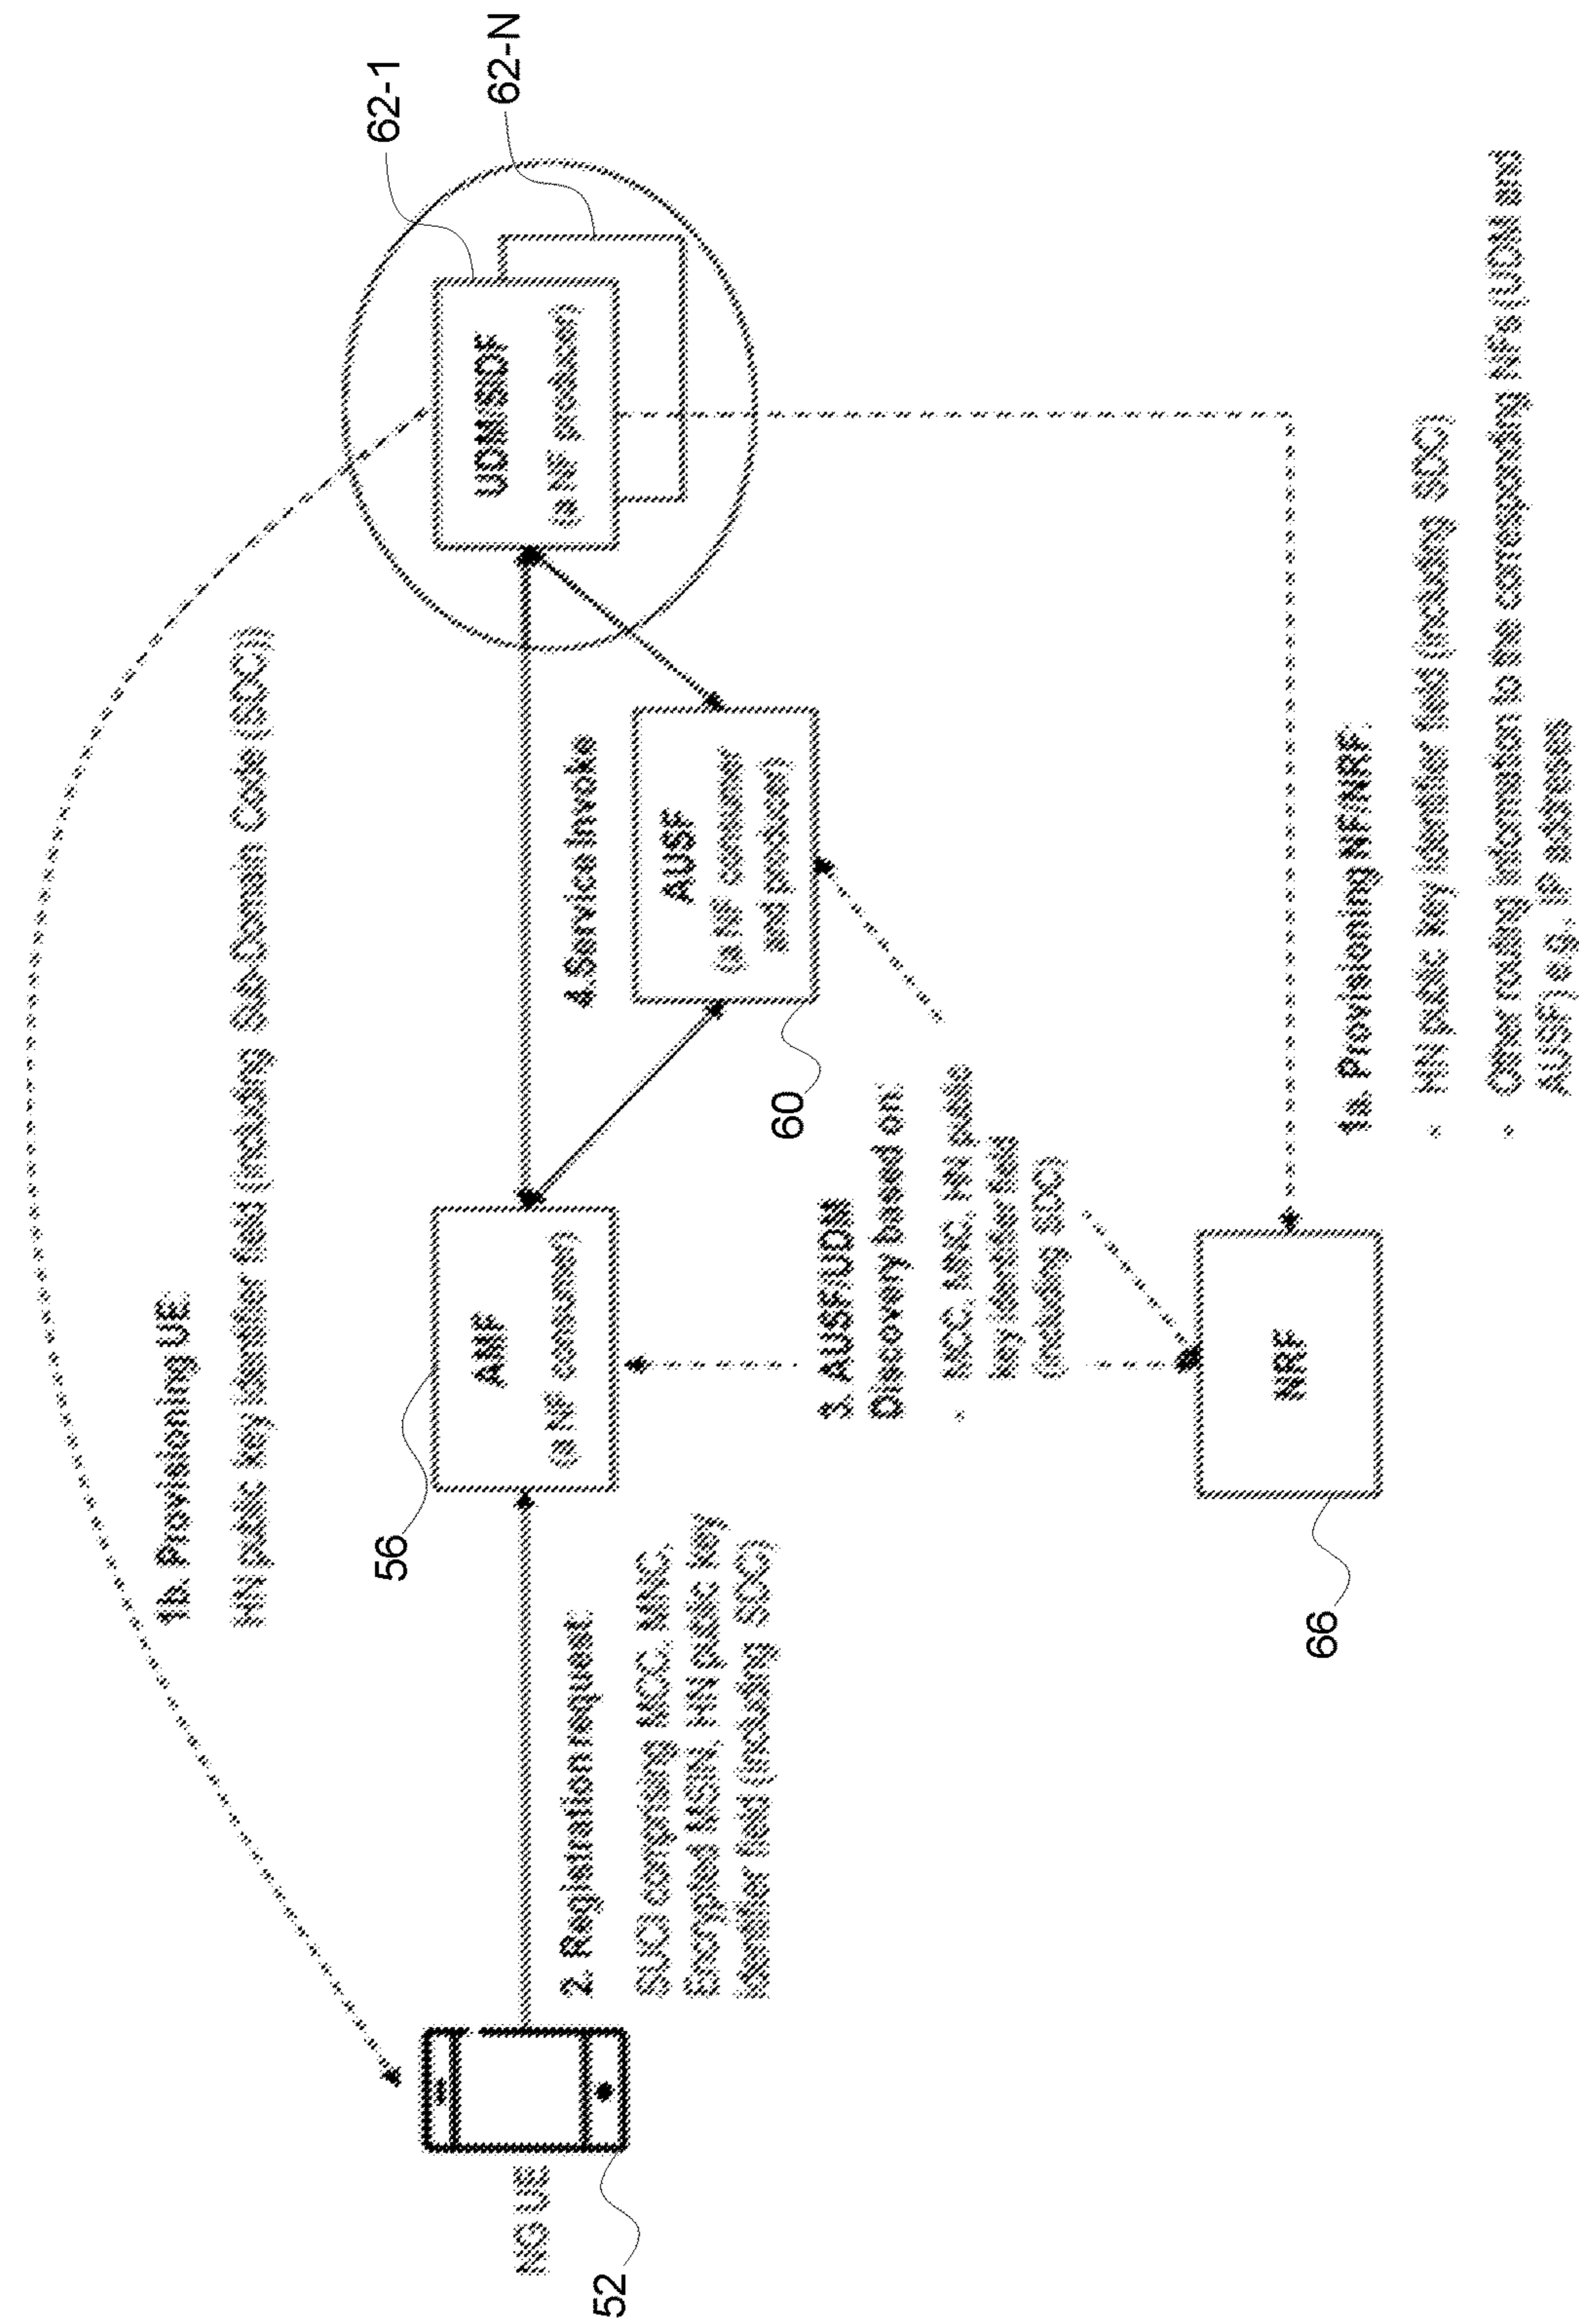 1b. Provisioning UE:
HN public key identifier field (including Sub-Domain Code (SDC))
62-1
62-N
56
AMF
(a NF consumer)
UDM/SIDF
(a NF producer)
NG UE
52
2. Registration request:
SUCI comprising MCC, MNC,
Encrypted MSIN, HN public key
identifier field (including SDC)
4. Service Invoke
AUSF
(a NF consumer
and producer)
60
3. AUSF/UDM
Discovery based on:
- MCC, MNC, HN public
key identifier field
(including SDC)
NRF
66
1a. Provisioning NF/NRF:
- HN public key identifier field (including SDC)
- Other routing information to the corresponding NFs (UDM and
AUSF) e.g., IP address